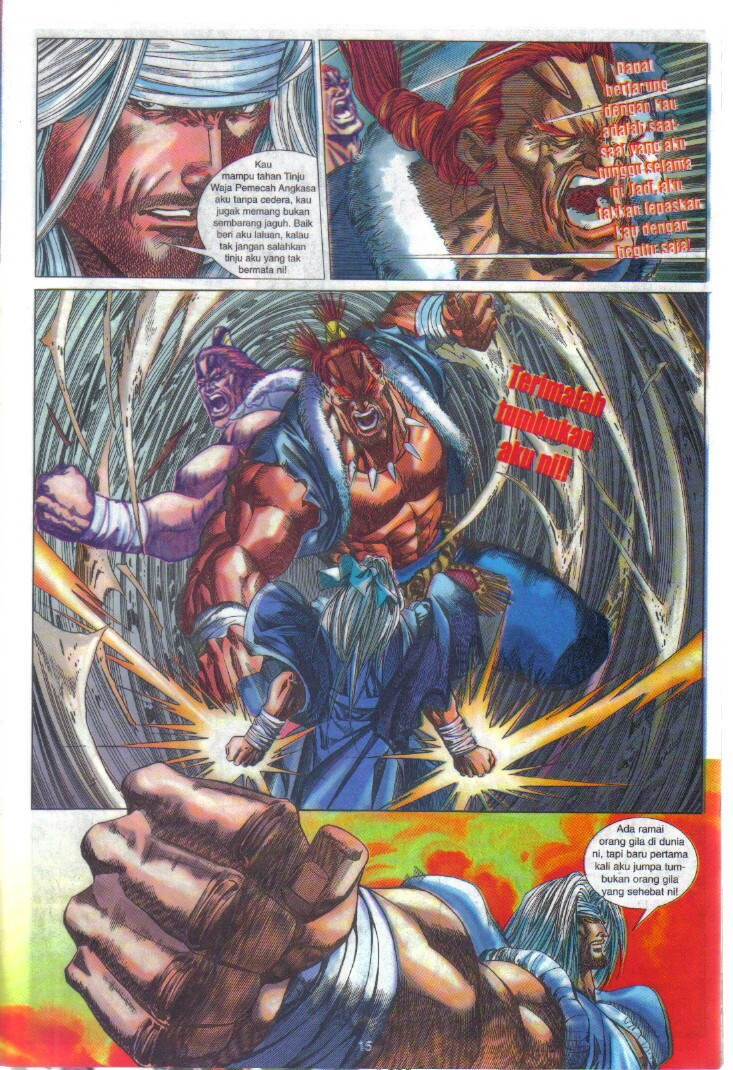 Kau
mampu tahan Tinju
Waja Pemecah Angkasa
aku tanpa cedera, kau
jugak memang bukan
sembarang jaguh. Baik
beri aku laluan, kalau
tak jangan salahkan
tinju aku yang tak
bermata ni!
Dapat
bertarung
dengan kau
adalah saat-
saat yang aku
tunggu selama
ni. Jadi, aku
takkan lepaskan
kau dengan
begitu saja!
Terimalah
tumbukan
aku ni!!
Ada ramai
orang gila di dunia
ni, tapi baru pertama
kali aku jumpa tum-
bukan orang gila
yang sehebat ni!
15